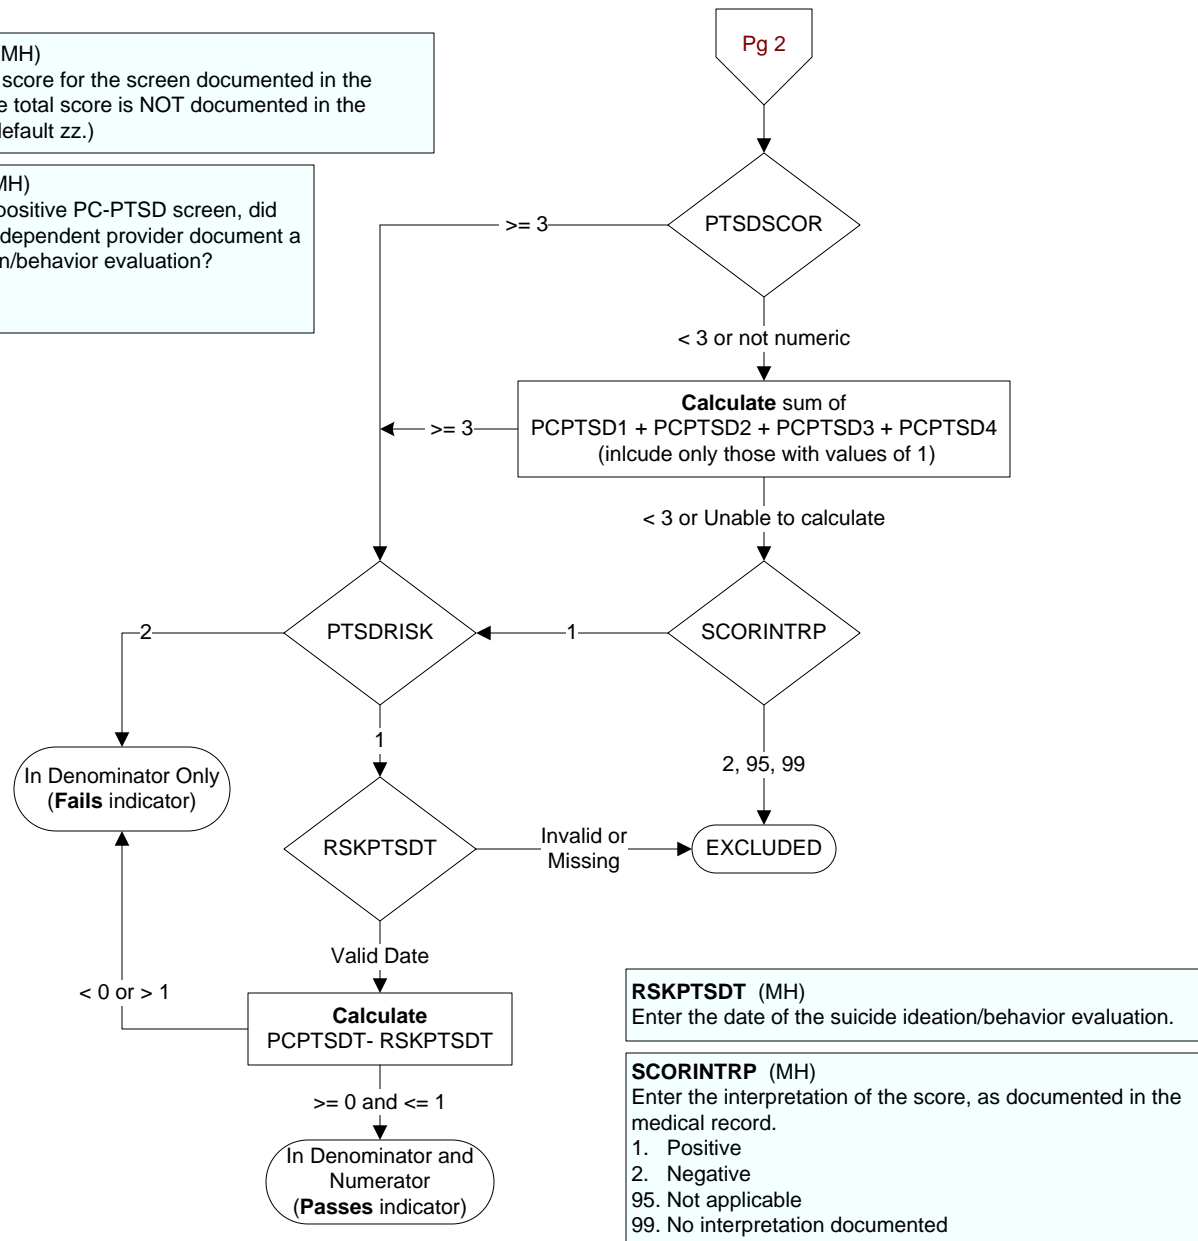 Pg 2
MH)
score for the screen documented in the
e total score is NOT documented in the
default zz.)
MH)
positive PC-PTSD screen, did
dependent provider document a
n/behavior evaluation?
PTSDSCOR
>= 3
< 3 or not numeric
Calculate sum of
PCPTSD1 + PCPTSD2 + PCPTSD3 + PCPTSD4
(inlcude only those with values of 1)
>= 3
< 3 or Unable to calculate
PTSDRISK
SCORINTRP
2
1
1
2, 95, 99
In Denominator Only
(Fails indicator)
RSKPTSDT
Invalid or
Missing
EXCLUDED
Valid Date
< 0 or > 1
Calculate
PCPTSDT- RSKPTSDT
>= 0 and <= 1
In Denominator and
Numerator
(Passes indicator)
RSKPTSDT (MH)
Enter the date of the suicide ideation/behavior evaluation.
SCORINTRP (MH)
Enter the interpretation of the score, as documented in the
medical record.
1. Positive
2. Negative
95. Not applicable
99. No interpretation documented